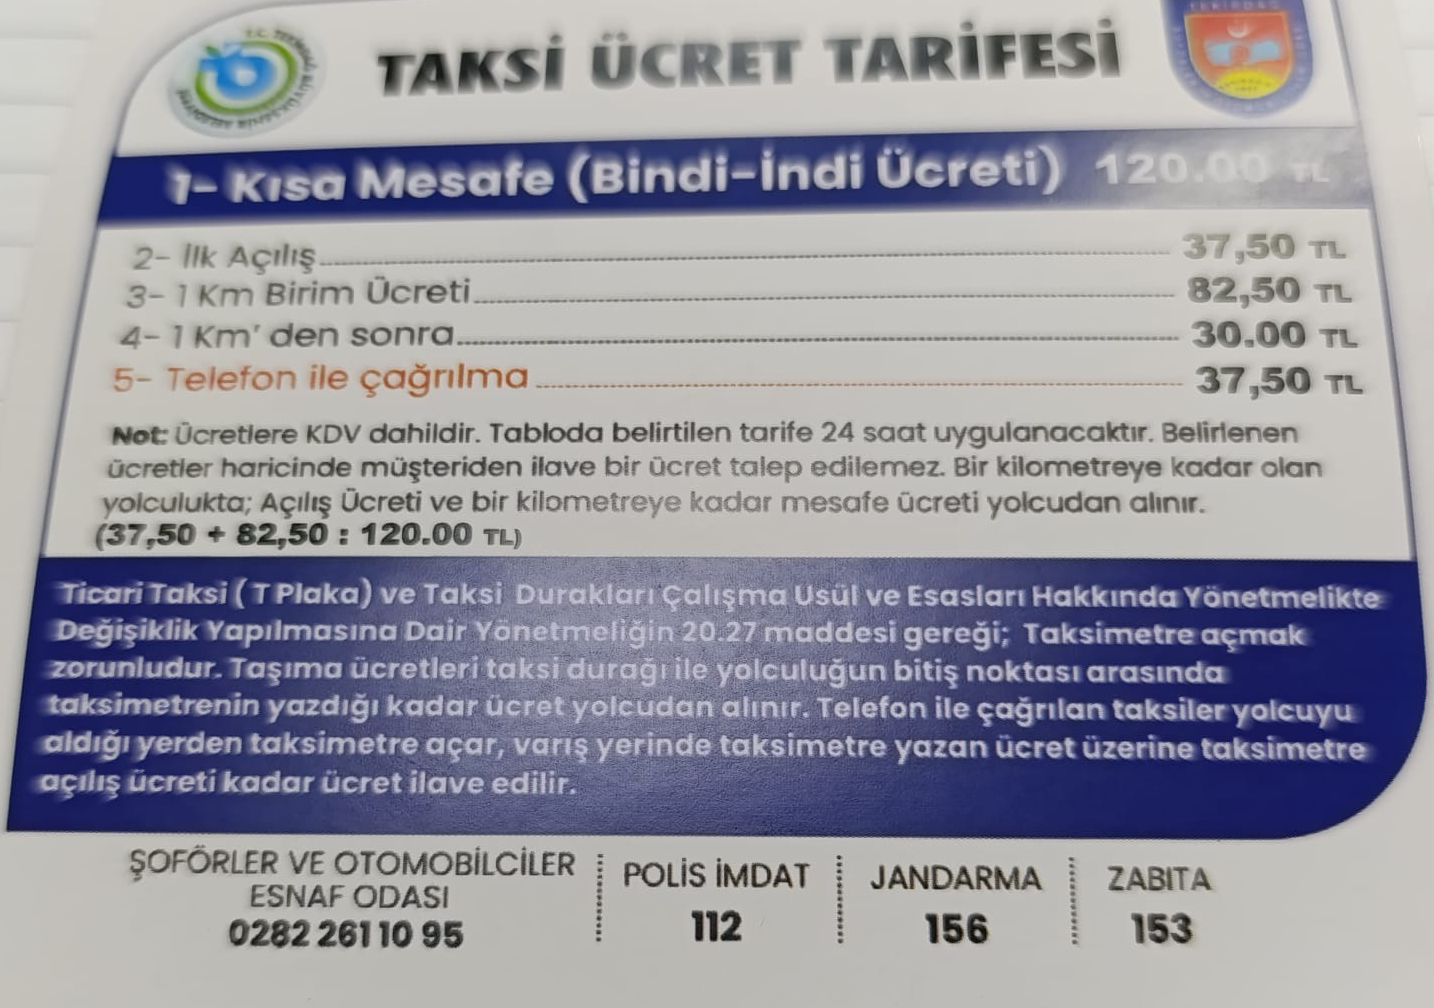 TAKSİ ÜCRET TARİFESİ
1- Kısa Mesafe (Bindi-İndi Ücreti) 120.00 TL
2- İlk Açılış 37,50 TL
3- 1 Km Birim Ücreti 82,50 TL
4- 1 Km' den sonra 30.00 TL
5- Telefon ile çağrılma 37,50 TL
Not: Ücretlere KDV dahildir. Tabloda belirtilen tarife 24 saat uygulanacaktır. Belirlenen
ücretler haricinde müşteriden ilave bir ücret talep edilemez. Bir kilometreye kadar olan
yolculukta; Açılış Ücreti ve bir kilometreye kadar mesafe ücreti yolcudan alınır.
(37,50 + 82,50 : 120.00 TL)
Ticari Taksi ( T Plaka) ve Taksi Durakları Çalışma Usül ve Esasları Hakkında Yönetmelikte
Değişiklik Yapılmasına Dair Yönetmeliğin 20.27 maddesi gereği; Taksimetre açmak
zorunludur. Taşıma ücretleri taksi durağı ile yolculuğun bitiş noktası arasında
taksimetrenin yazdığı kadar ücret yolcudan alınır. Telefon ile çağrılan taksiler yolcuyu
aldığı yerden taksimetre açar, varış yerinde taksimetre yazan ücret üzerine taksimetre
açılış ücreti kadar ücret ilave edilir.
ŞOFÖRLER VE OTOMOBİLCİLER
ESNAF ODASI
0282 261 10 95
POLİS İMDAT
112
JANDARMA
156
ZABITA
153